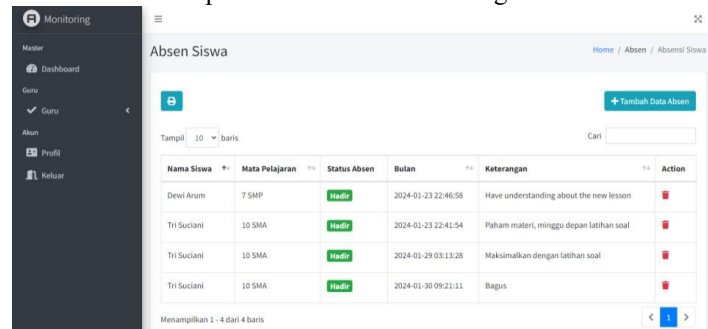 Monitoring
Master
Dashboard
Guru
Guru
Akun
Profil
Keluar
Absen Siswa
Home / Absen / Absensi Siswa
+ Tambah Data Absen
Tampil 10 baris
Cari
Nama Siswa Mata Pelajaran Status Absen Bulan Keterangan Action
Dewi Arum 7 SMP Hadir 2024-01-23 22:46:58 Have understanding about the new lesson
Tri Suciani 10 SMA Hadir 2024-01-23 22:41:54 Paham materi, minggu depan latihan soal
Tri Suciani 10 SMA Hadir 2024-01-29 03:13:28 Maksimalkan dengan latihan soal
Tri Suciani 10 SMA Hadir 2024-01-30 09:21:11 Bagus
Menampilkan 1 - 4 dari 4 baris
< 1 >